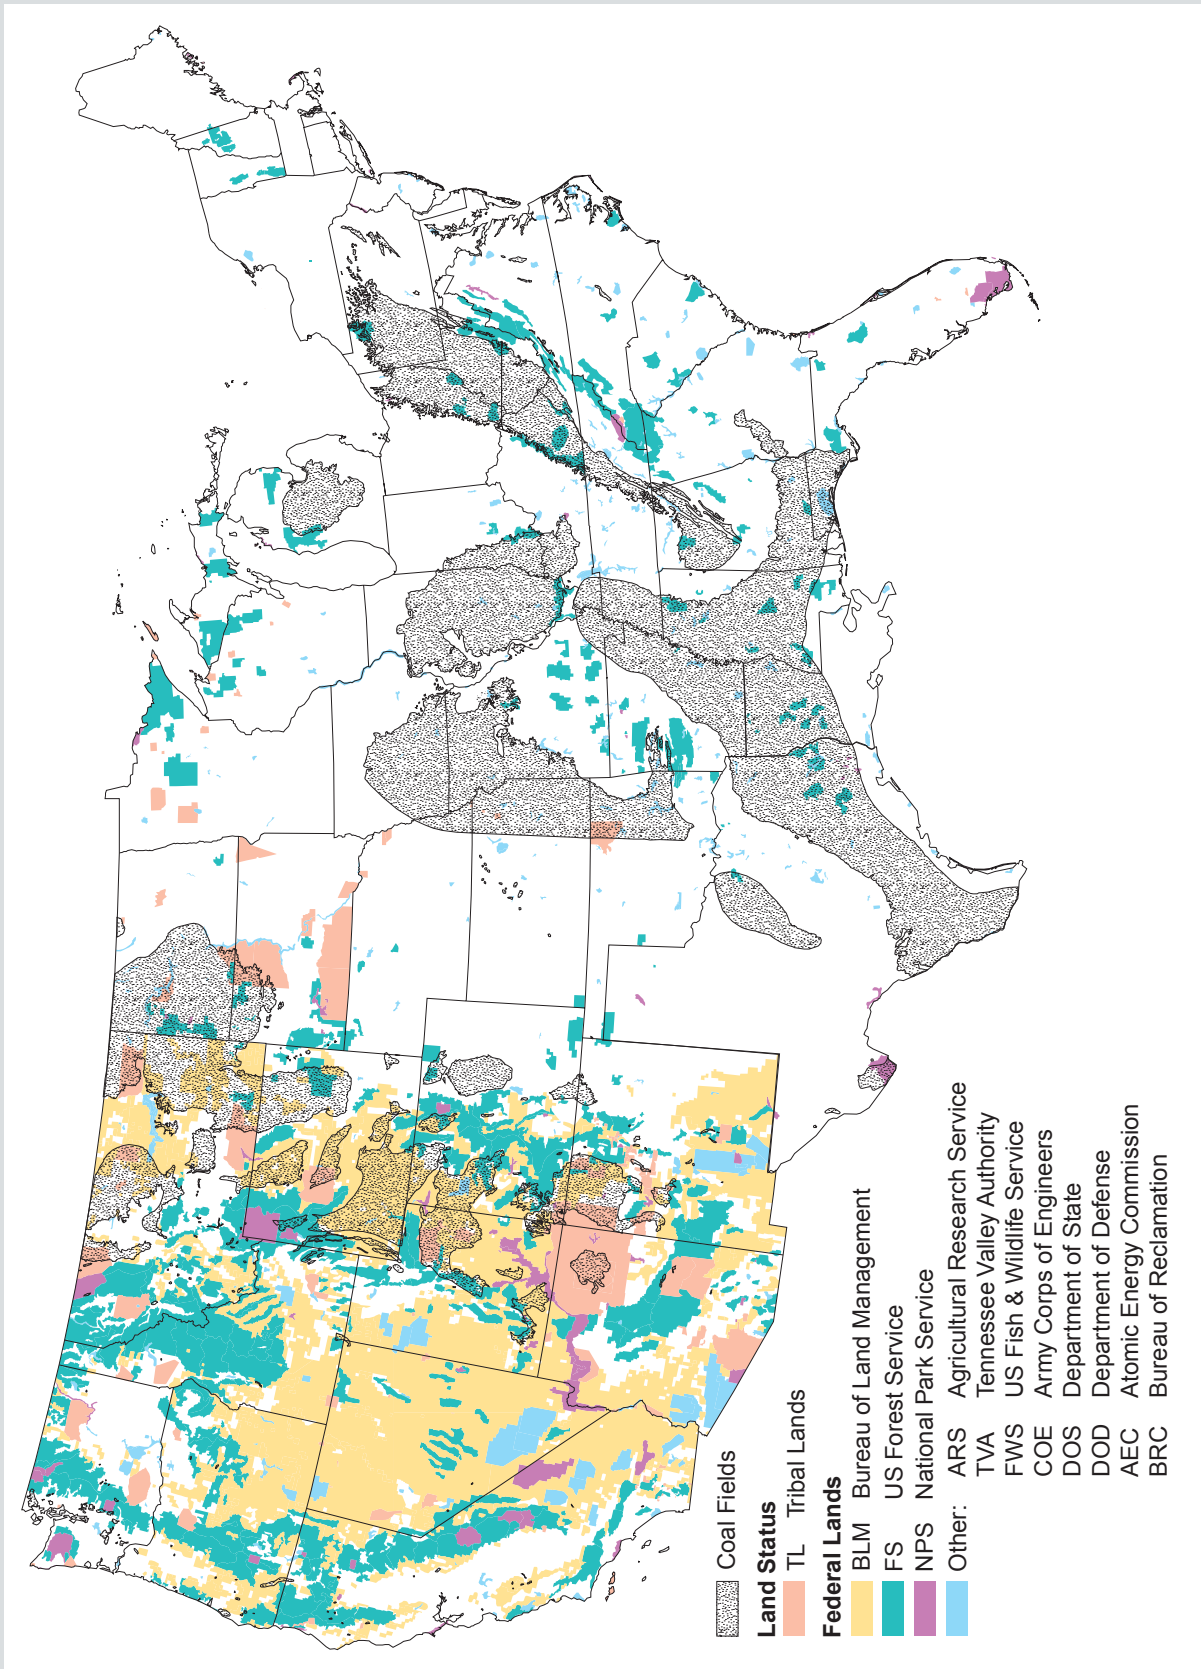 Coal Fields
Land Status
TL Tribal Lands
Federal Lands
BLM Bureau of Land Management
FS US Forest Service
NPS National Park Service
Other: ARS Agricultural Research Service
TVA Tennessee Valley Authority
FWS US Fish & Wildlife Service
COE Army Corps of Engineers
DOS Department of State
DOD Department of Defense
AEC Atomic Energy Commission
BRC Bureau of Reclamation